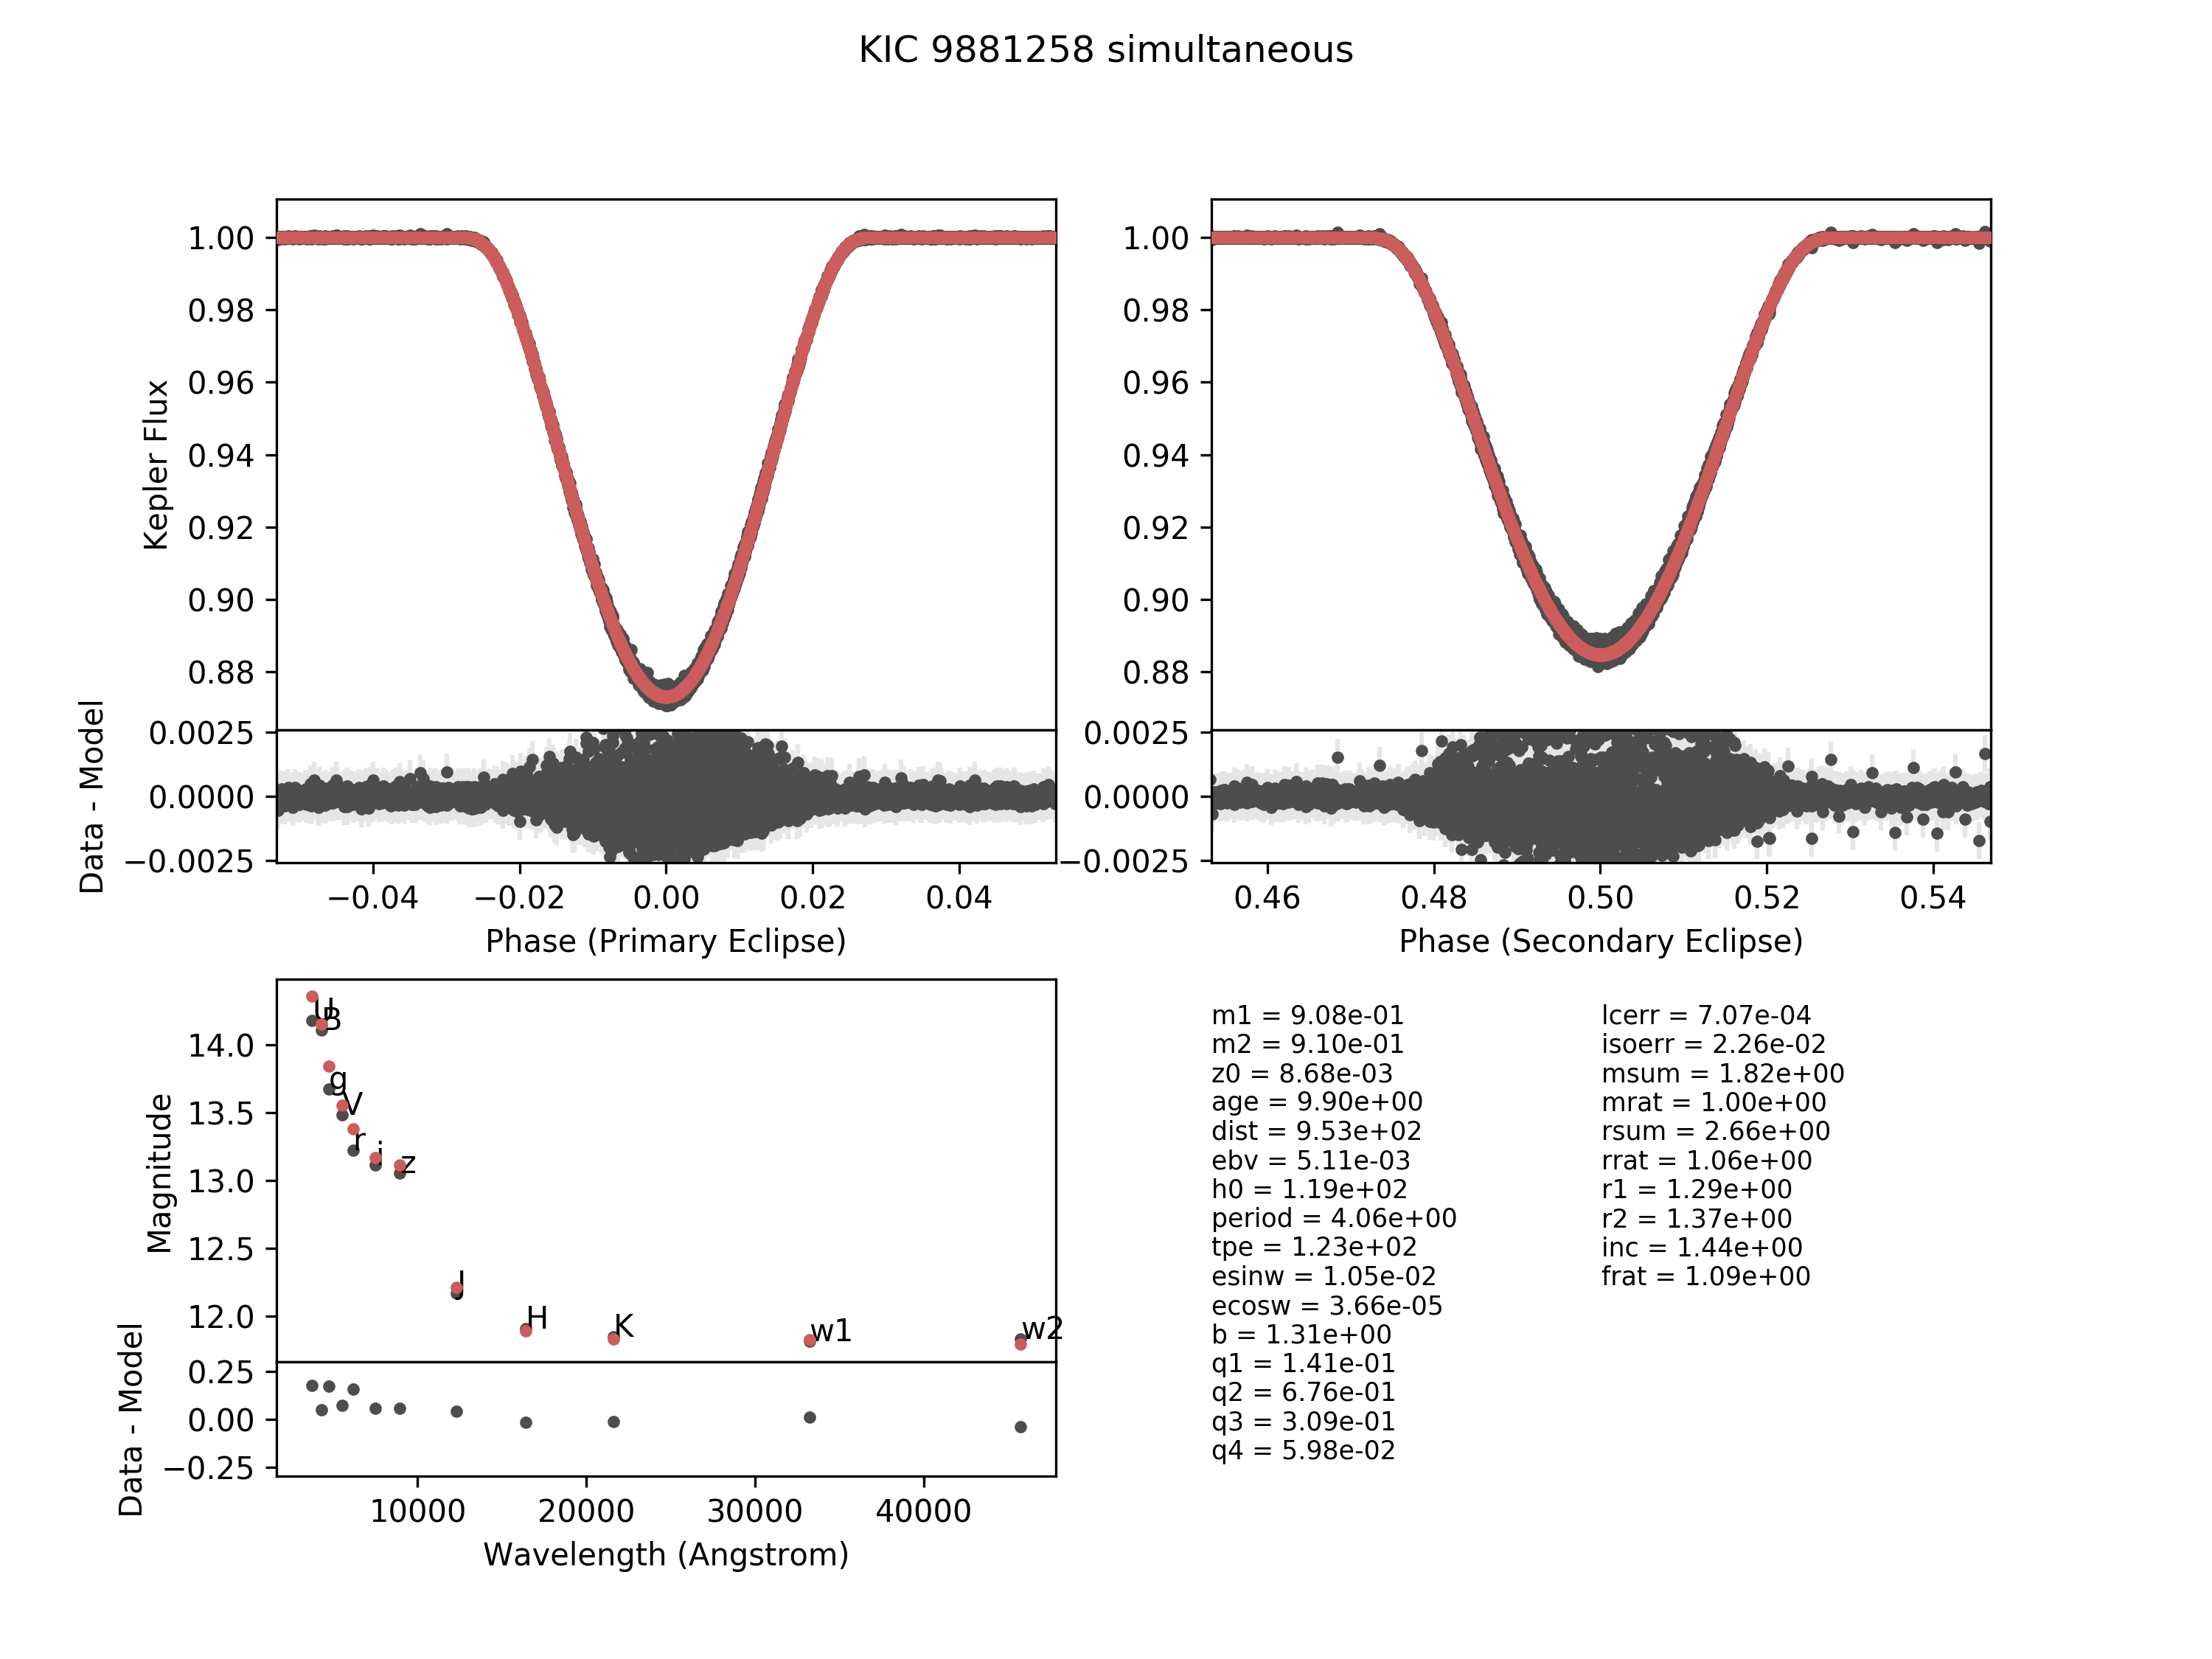 KIC 9881258 simultaneous
Kepler Flux
1.00
0.98
0.96
0.94
0.92
0.90
0.88
1.00
0.98
0.96
0.94
0.92
0.90
0.88
Data - Model
0.0025
0.0000
−0.0025
0.0025
0.0000
−0.0025
−0.04 −0.02 0.00 0.02 0.04
0.46 0.48 0.50 0.52 0.54
Phase (Primary Eclipse)
Phase (Secondary Eclipse)
Magnitude
14.0
13.5
13.0
12.5
12.0
U
B
g
V
r
i
z
J
H
K
w1
w2
Data - Model
0.25
0.00
−0.25
10000 20000 30000 40000
Wavelength (Angstrom)
m1 = 9.08e-01
m2 = 9.10e-01
z0 = 8.68e-03
age = 9.90e+00
dist = 9.53e+02
ebv = 5.11e-03
h0 = 1.19e+02
period = 4.06e+00
tpe = 1.23e+02
esinw = 1.05e-02
ecosw = 3.66e-05
b = 1.31e+00
q1 = 1.41e-01
q2 = 6.76e-01
q3 = 3.09e-01
q4 = 5.98e-02
lcerr = 7.07e-04
isoerr = 2.26e-02
msum = 1.82e+00
mrat = 1.00e+00
rsum = 2.66e+00
rrat = 1.06e+00
r1 = 1.29e+00
r2 = 1.37e+00
inc = 1.44e+00
frat = 1.09e+00